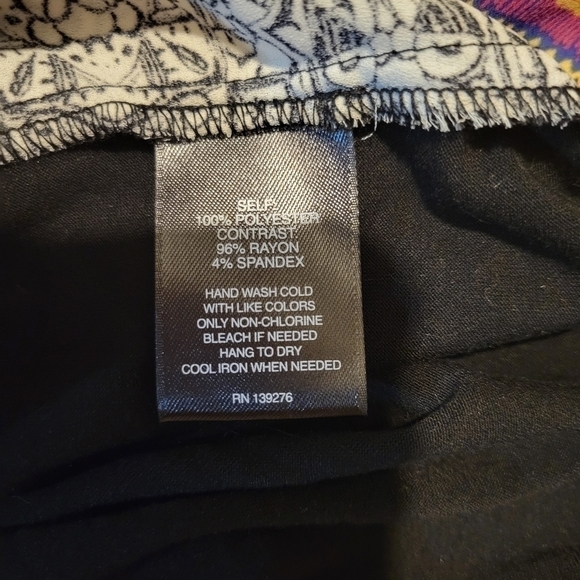 SELF-
100% POLYESTER
CONTRAST
96% RAYON
4% SPANDEX
HAND WASH COLD
WITH LIKE COLORS
ONLY NON-CHLORINE
BLEACH IF NEEDED
HANG TO DRY
COOL IRON WHEN NEEDED
RN 139276